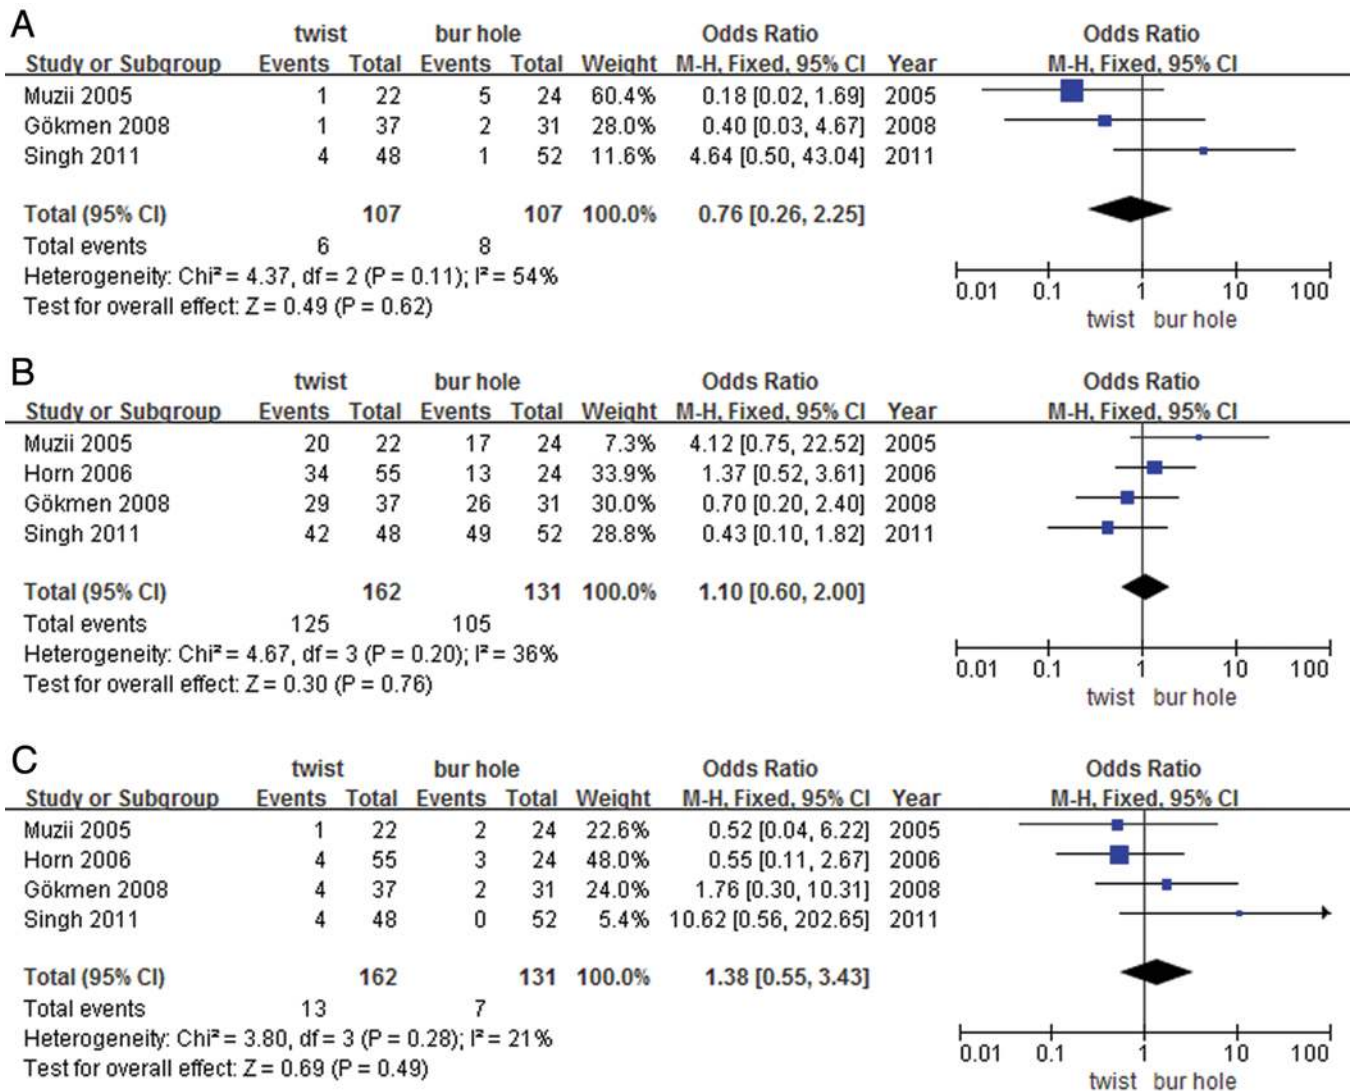 A
twist bur hole Odds Ratio Odds Ratio
Study or Subgroup Events Total Events Total Weight M-H, Fixed, 95% CI Year M-H, Fixed, 95% CI
Muzii 2005 1 22 5 24 60.4% 0.18 [0.02, 1.69] 2005
Gökmen 2008 1 37 2 31 28.0% 0.40 [0.03, 4.67] 2008
Singh 2011 4 48 1 52 11.6% 4.64 [0.50, 43.04] 2011
Total (95% CI) 107 107 100.0% 0.76 [0.26, 2.25]
Total events 6 8
Heterogeneity: Chi² = 4.37, df = 2 (P = 0.11); I² = 54%
Test for overall effect: Z = 0.49 (P = 0.62)
0.01 0.1 1 10 100
twist bur hole
B
twist bur hole Odds Ratio Odds Ratio
Study or Subgroup Events Total Events Total Weight M-H, Fixed, 95% CI Year M-H, Fixed, 95% CI
Muzii 2005 20 22 17 24 7.3% 4.12 [0.75, 22.52] 2005
Horn 2006 34 55 13 24 33.9% 1.37 [0.52, 3.61] 2006
Gökmen 2008 29 37 26 31 30.0% 0.70 [0.20, 2.40] 2008
Singh 2011 42 48 49 52 28.8% 0.43 [0.10, 1.82] 2011
Total (95% CI) 162 131 100.0% 1.10 [0.60, 2.00]
Total events 125 105
Heterogeneity: Chi² = 4.67, df = 3 (P = 0.20); I² = 36%
Test for overall effect: Z = 0.30 (P = 0.76)
0.01 0.1 1 10 100
twist bur hole
C
twist bur hole Odds Ratio Odds Ratio
Study or Subgroup Events Total Events Total Weight M-H, Fixed, 95% CI Year M-H, Fixed, 95% CI
Muzii 2005 1 22 2 24 22.6% 0.52 [0.04, 6.22] 2005
Horn 2006 4 55 3 24 48.0% 0.55 [0.11, 2.67] 2006
Gökmen 2008 4 37 2 31 24.0% 1.76 [0.30, 10.31] 2008
Singh 2011 4 48 0 52 5.4% 10.62 [0.56, 202.65] 2011
Total (95% CI) 162 131 100.0% 1.38 [0.55, 3.43]
Total events 13 7
Heterogeneity: Chi² = 3.80, df = 3 (P = 0.28); I² = 21%
Test for overall effect: Z = 0.69 (P = 0.49)
0.01 0.1 1 10 100
twist bur hole